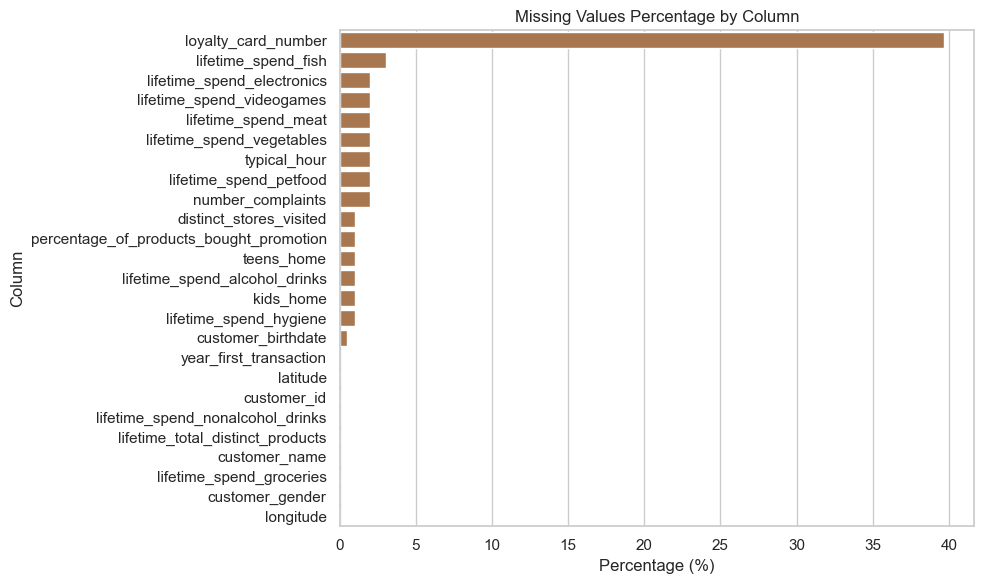 Missing Values Percentage by Column
loyalty_card_number
lifetime_spend_fish
lifetime_spend_electronics
lifetime_spend_videogames
lifetime_spend_meat
lifetime_spend_vegetables
typical_hour
lifetime_spend_petfood
number_complaints
distinct_stores_visited
percentage_of_products_bought_promotion
teens_home
lifetime_spend_alcohol_drinks
kids_home
lifetime_spend_hygiene
customer_birthdate
year_first_transaction
latitude
customer_id
lifetime_spend_nonalcohol_drinks
lifetime_total_distinct_products
customer_name
lifetime_spend_groceries
customer_gender
longitude
Column
0 5 10 15 20 25 30 35 40
Percentage (%)